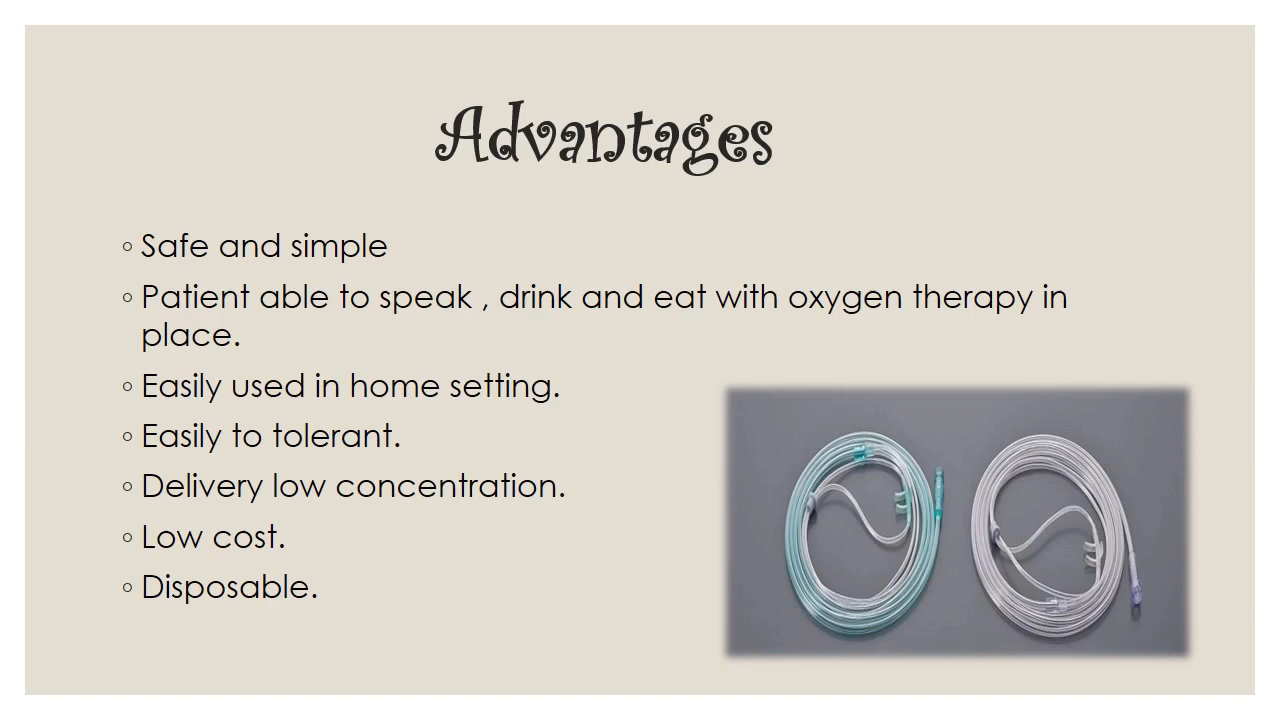 Advantages
◦ Safe and simple
◦ Patient able to speak , drink and eat with oxygen therapy in
place.
◦ Easily used in home setting.
◦ Easily to tolerant.
◦ Delivery low concentration.
◦ Low cost.
◦ Disposable.